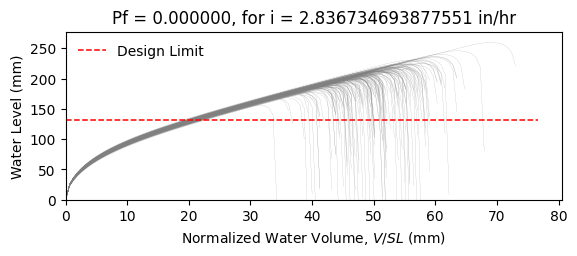 Pf = 0.000000, for i = 2.836734693877551 in/hr
Water Level (mm)
250
200
150
100
50
0
Design Limit
0 10 20 30 40 50 60 70 80
Normalized Water Volume, V/SL (mm)